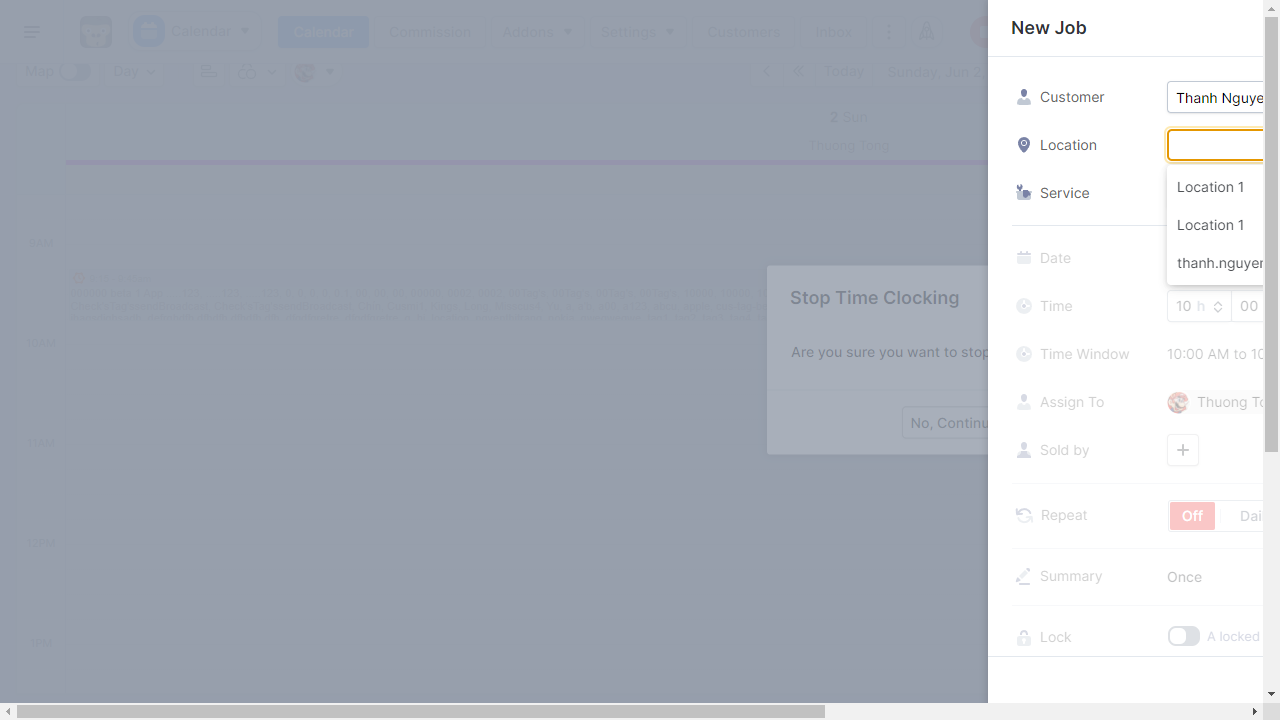 Calendar
Calendar
Commission
Addons
Settings
Customers
Inbox
New Job
Map
Day
Today
Sunday, Jun 2
Customer
Thanh Nguye
2 Sun
Thuong Tong
Location
Location 1
Service
Location 1
9AM
Date
thanh.nguyen
Stop Time Clocking
Time
10 h
00
10AM
Are you sure you want to stop
Time Window
10:00 AM to 10
Assign To
Thuong To
No, Continu
11AM
Sold by
Repeat
Off
Dai
12PM
Summary
Once
1PM
Lock
A locked